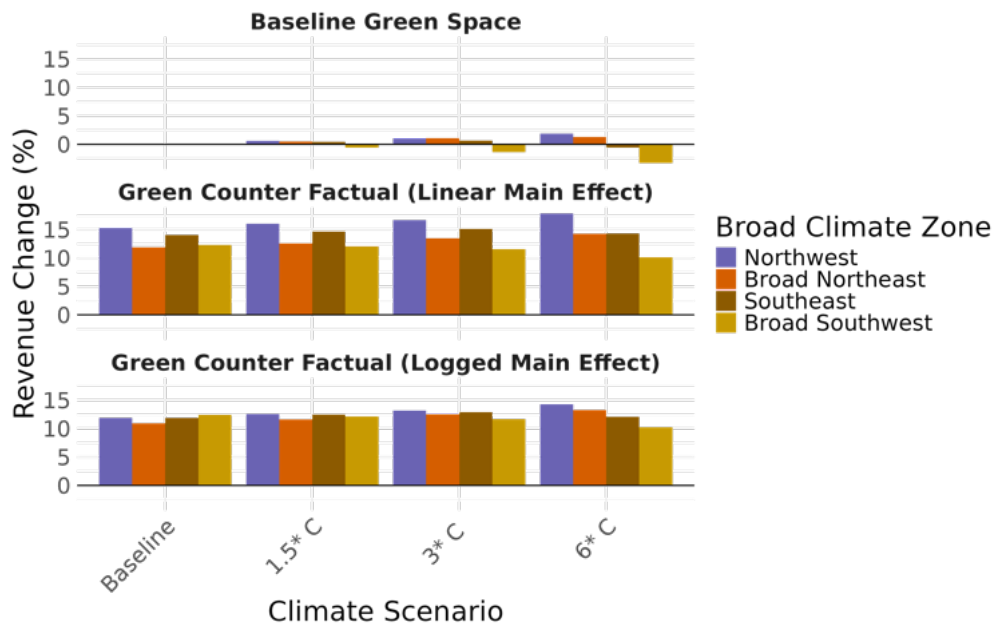 Baseline Green Space
15
10
5
0
Green Counter Factual (Linear Main Effect)
15
10
5
0
Green Counter Factual (Logged Main Effect)
15
10
5
0
Revenue Change (%)
Baseline
1.5* C
3* C
6* C
Climate Scenario
Broad Climate Zone
Northwest
Broad Northeast
Southeast
Broad Southwest